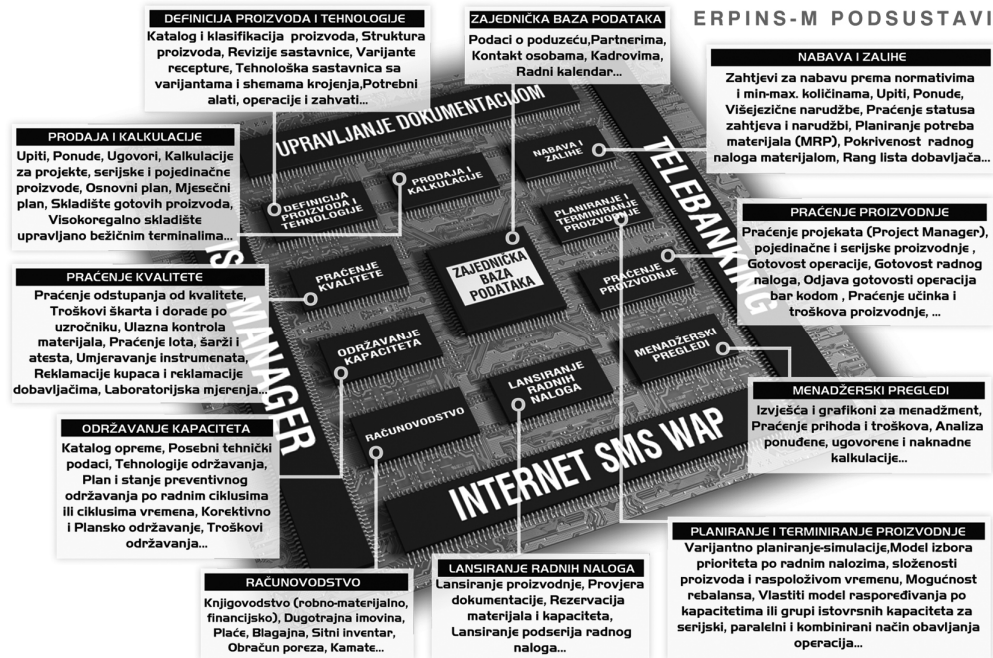 ERPINS-M PODSUSTAVI
DEFINICIJA PROIZVODA I TEHNOLOGIJE
Katalog i klasifikacija proizvoda, Struktura
proizvoda, Revizije sastavnice, Varijante
recepture, Tehnološka sastavnica sa
varijantama i shemama krojenja,Potrebni
alati, operacije i zahvati...
ZAJEDNIČKA BAZA PODATAKA
Podaci o poduzeću,Partnerima,
Kontakt osobama, Kadrovima,
Radni kalendar...
NABAVA I ZALIHE
Zahtjevi za nabavu prema normativima
i min-max. količinama, Upiti, Ponude,
Višejezične narudžbe, Praćenje statusa
zahtjeva i narudžbi, Planiranje potreba
materijala (MRP), Pokrivenost radnog
naloga materijalom, Rang lista dobavljača...
PRODAJA I KALKULACIJE
Upiti, Ponude, Ugovori, Kalkulacije
za projekte, serijske i pojedinačne
proizvode, Osnovni plan, Mjesečni
plan, Skladište gotovih proizvoda,
Visokoregalno skladište
upravljano bežičnim terminalima...
PRAĆENJE PROIZVODNJE
Praćenje projekata (Project Manager),
pojedinačne i serijske proizvodnje ,
Gotovost operacije, Gotovost radnog
naloga, Odjava gotovosti operacija
bar kodom , Praćenje učinka i
troškova proizvodnje, ...
PRAĆENJE KVALITETE
Praćenje odstupanja od kvalitete,
Troškovi škarta i dorade po
uzročniku, Ulazna kontrola
materijala, Praćenje lota, šarži i
atesta, Umjeravanje instrumenata,
Reklamacije kupaca i reklamacije
dobavljačima, Laboratorijska mjerenja...
MENADŽERSKI PREGLEDI
Izvješća i grafikoni za menadžment,
Praćenje prihoda i troškova, Analiza
ponuđene, ugovorene i naknadne
kalkulacije...
ODRŽAVANJE KAPACITETA
Katalog opreme, Posebni tehnički
podaci, Tehnologije održavanja,
Plan i stanje preventivnog
održavanja po radnim ciklusima
ili ciklusima vremena, Korektivno
i Plansko održavanje, Troškovi
održavanja...
PLANIRANJE I TERMINIRANJE PROIZVODNJE
Varijantno planiranje-simulacije,Model izbora
prioriteta po radnim nalozima, složenosti
proizvoda i raspoloživom vremenu, Mogućnost
rebalansa, Vlastiti model raspoređivanja po
kapacitetima ili grupi istovrsnih kapaciteta za
serijski, paralelni i kombinirani način obavljanja
operacija...
RAČUNOVODSTVO
Knjigovodstvo (robno-materijalno,
financijsko), Dugotrajna imovina,
Plaće, Blagajna, Sitni inventar,
Obračun poreza, Kamate...
LANSIRANJE RADNIH NALOGA
Lansiranje proizvodnje, Provjera
dokumentacije, Rezervacija
materijala i kapaciteta,
Lansiranje podserija radnog
naloga...
UPRAVLJANJE DOKUMENTACIJOM
TELEBANKING
INTERNET SMS WAP
MANAGER
DEFINICIJA
PROIZVODA I
TEHNOLOGIJE
PRODAJA I
KALKULACIJE
NABAVA I
ZALIHE
PLANIRANJE I
TERMINIRANJE
PROIZVODNJE
PRAĆENJE
KVALITETE
ZAJEDNIČKA
BAZA
PODATAKA
PRAĆENJE
PROIZVODNJE
ODRŽAVANJE
KAPACITETA
MENADŽERSKI
PREGLEDI
LANSIRANJE
RADNIH
NALOGA
RAČUNOVODSTVO